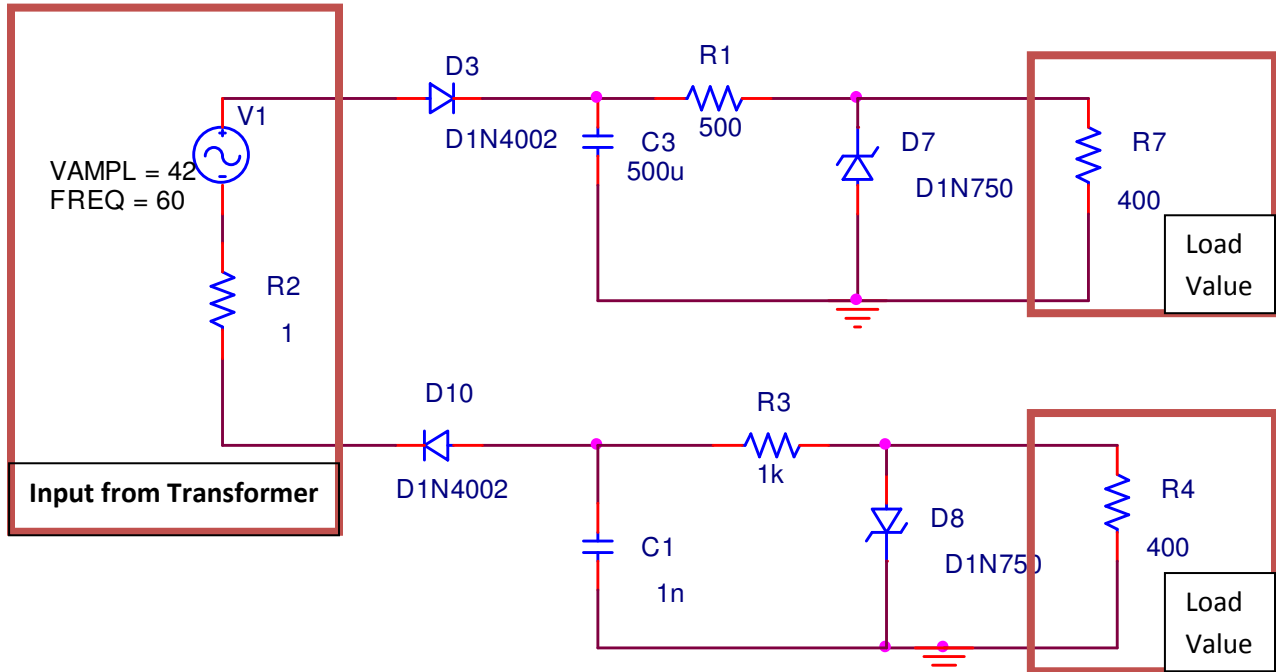 D3
D1N4002
R1
500
V1
VAMPL = 42
FREQ = 60
C3
500u
D7
D1N750
R7
400
Load
Value
R2
1
Input from Transformer
D10
D1N4002
R3
1k
C1
1n
D8
D1N750
R4
400
Load
Value